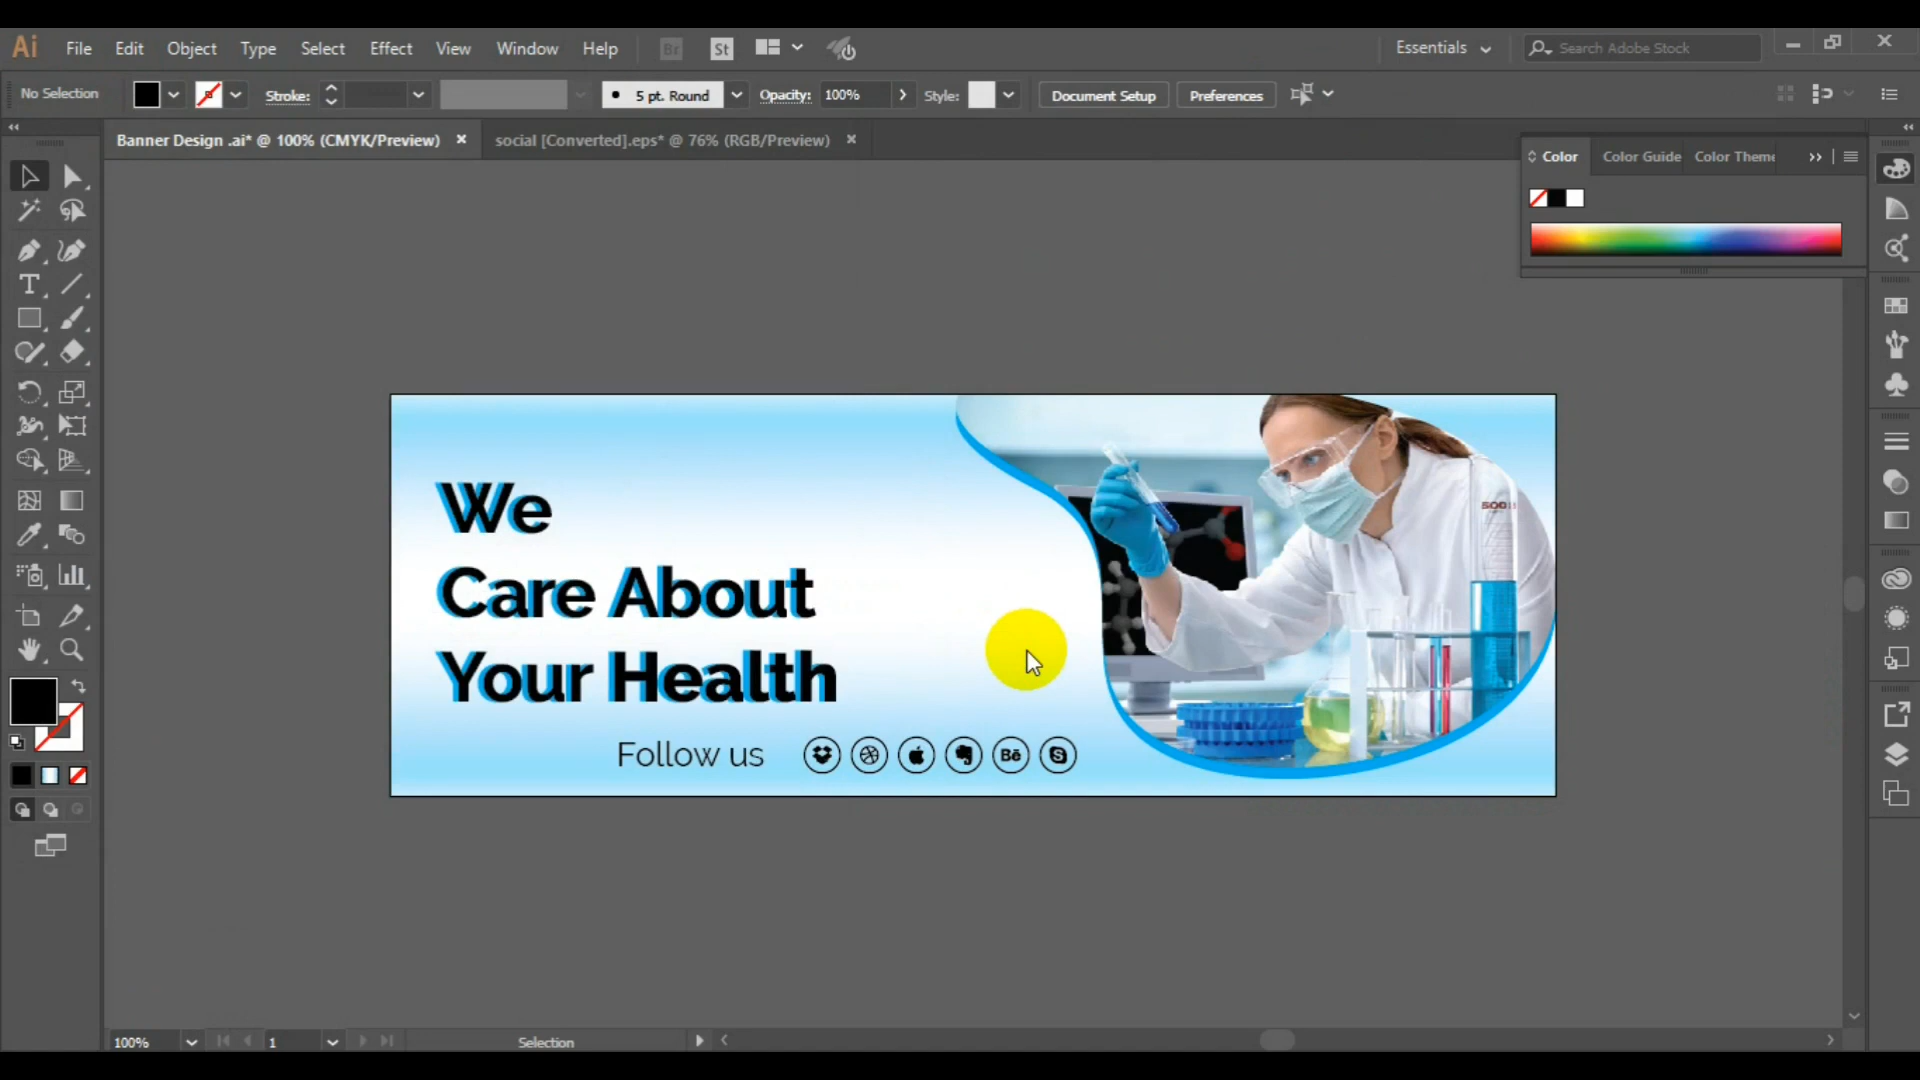 Ai File Edit Object Type Select Effect View Window Help Br St Essentials Search Adobe Stock
No Selection Stroke: 5 pt. Round Opacity: 100% Style: Document Setup Preferences
Banner Design .ai* @ 100% (CMYK/Preview) social [Converted].eps* @ 76% (RGB/Preview)
Color Color Guide Color Theme
We
Care About
Your Health
Follow us Bē
100% 1 Selection